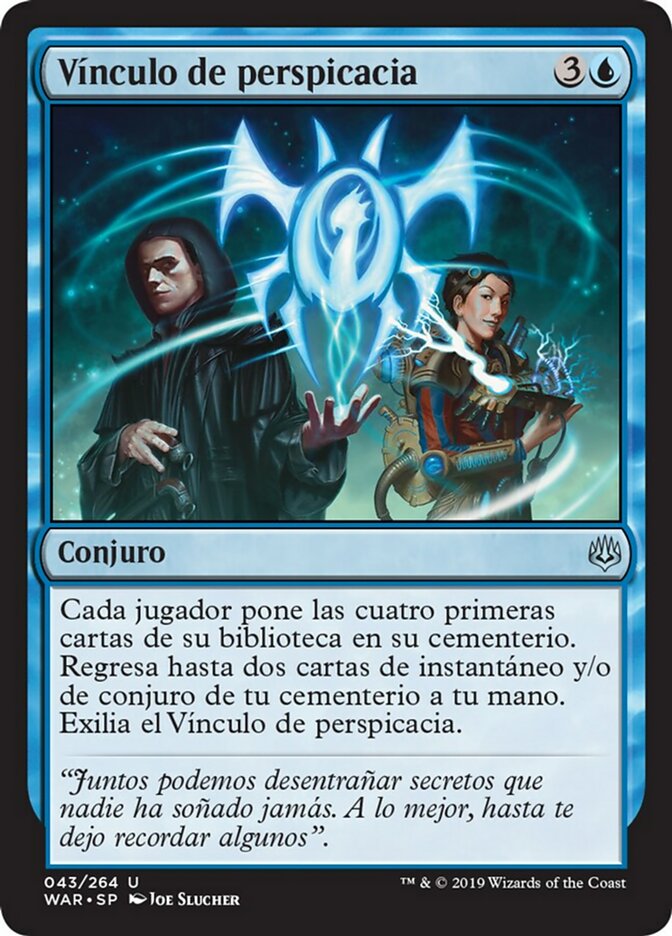 Vínculo de perspicacia
3
Conjuro
Cada jugador pone las cuatro primeras
cartas de su biblioteca en su cementerio.
Regresa hasta dos cartas de instantáneo y/o
de conjuro de tu cementerio a tu mano.
Exilia el Vínculo de perspicacia.
“Juntos podemos desentrañar secretos que
nadie ha soñado jamás. A lo mejor, hasta te
dejo recordar algunos”.
043/264 U
WAR • SP Joe Slucher
™ & © 2019 Wizards of the Coast